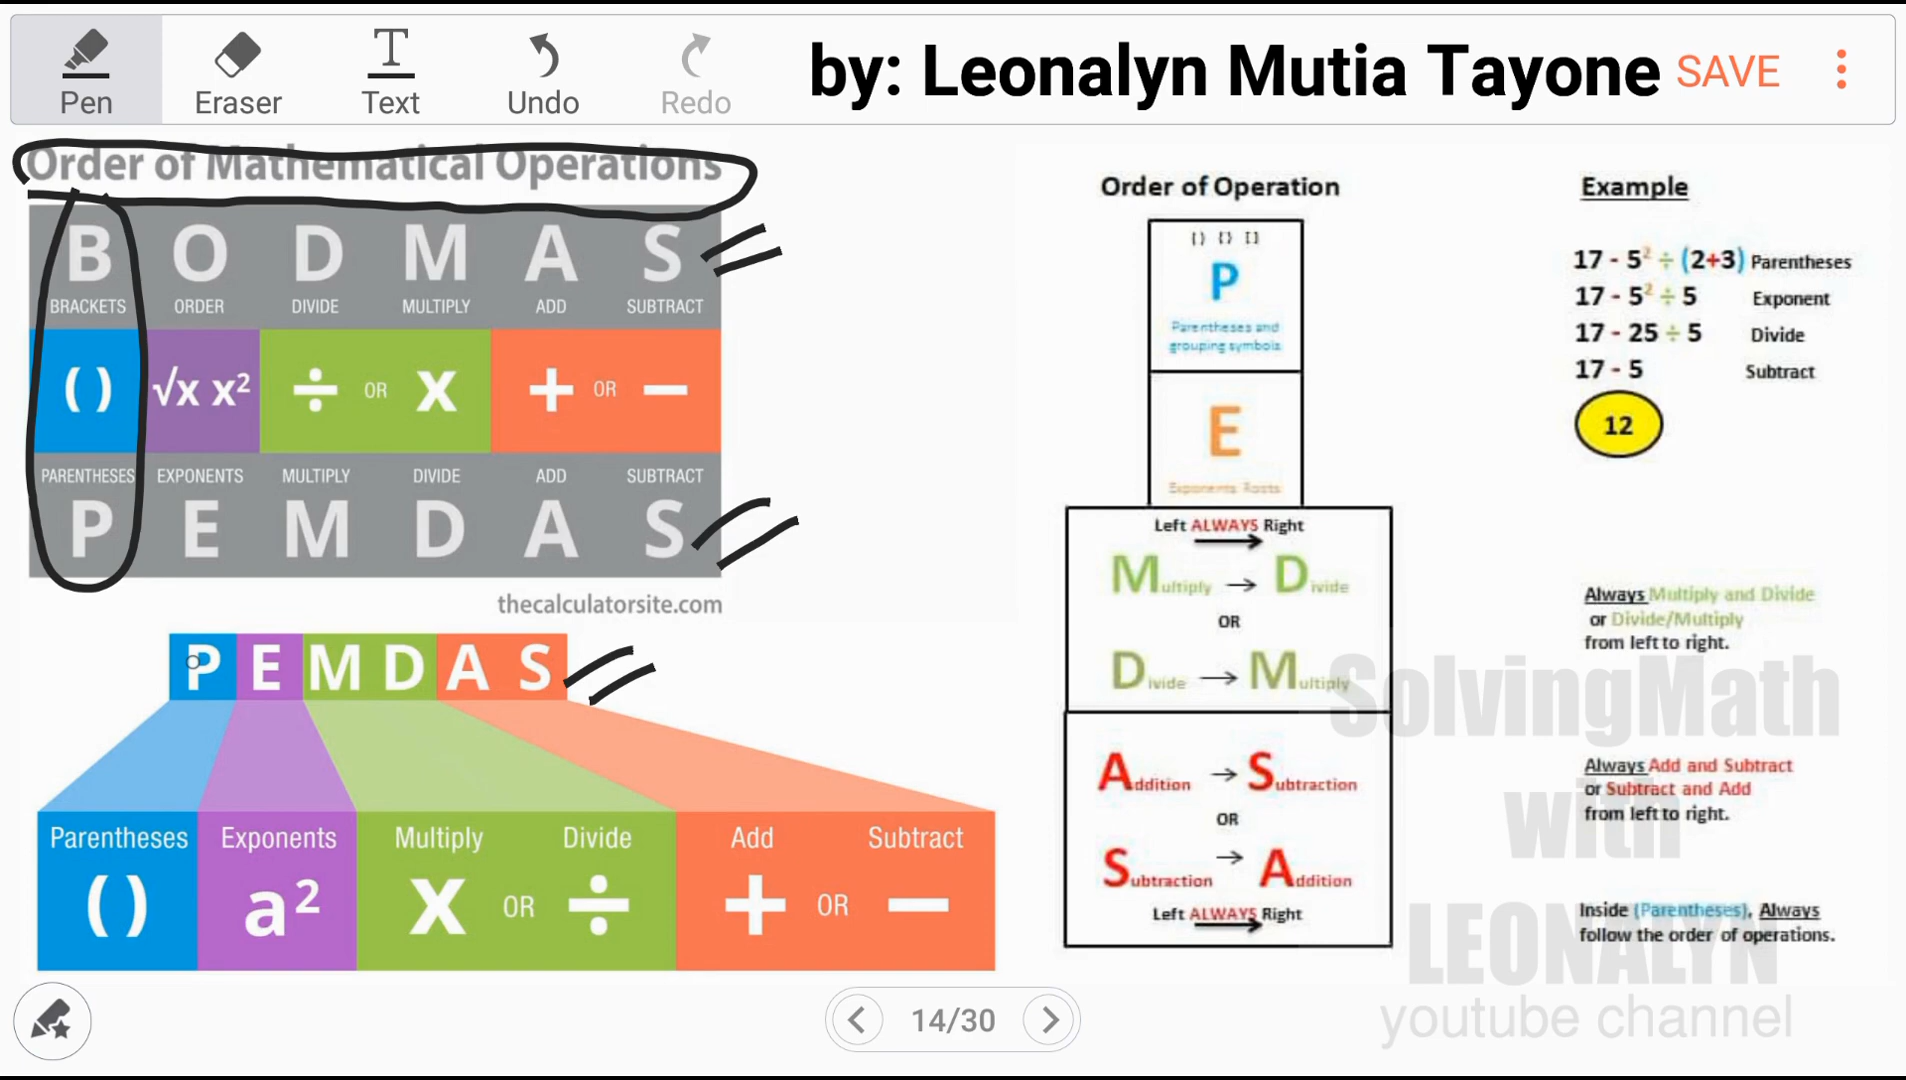 Pen Eraser Text Undo Redo by: Leonalyn Mutia Tayone SAVE
Order of Mathematical Operations
B O D M A S
BRACKETS ORDER DIVIDE MULTIPLY ADD SUBTRACT
( ) √x x² ÷ OR x + OR −
PARENTHESES EXPONENTS MULTIPLY DIVIDE ADD SUBTRACT
P E M D A S
thecalculatorsite.com
P E M D A S
Parentheses Exponents Multiply Divide Add Subtract
( ) a² X OR ÷ + OR −
Order of Operation
( ) { } [ ]
P
Parentheses and
grouping symbols
E
Exponents Roots
Left ALWAYS Right
Multiply → Divide
OR
Divide → Multiply
Addition → Subtraction
OR
Subtraction → Addition
Left ALWAYS Right
Example
17 - 5² ÷ (2+3) Parentheses
17 - 5² ÷ 5 Exponent
17 - 25 ÷ 5 Divide
17 - 5 Subtract
12
Always Multiply and Divide
or Divide/Multiply
from left to right.
Always Add and Subtract
or Subtract and Add
from left to right.
Inside (Parentheses), Always
follow the order of operations.
SolvingMath
with
LEONALYN
youtube channel
14/30